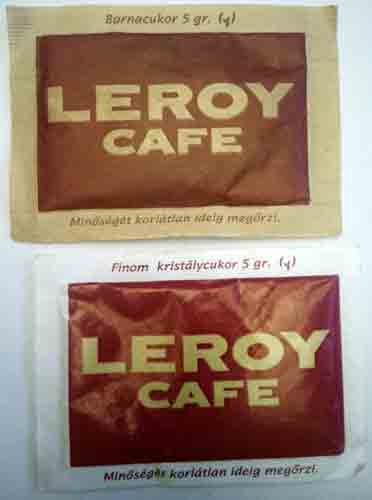 Barnacukor 5 gr. (y)
LEROY
CAFE
Minőségét korlátlan ideig megőrzi.
Finom kristálycukor 5 gr. (y)
LEROY
CAFE
Minőségét korlátlan ideig megőrzi.